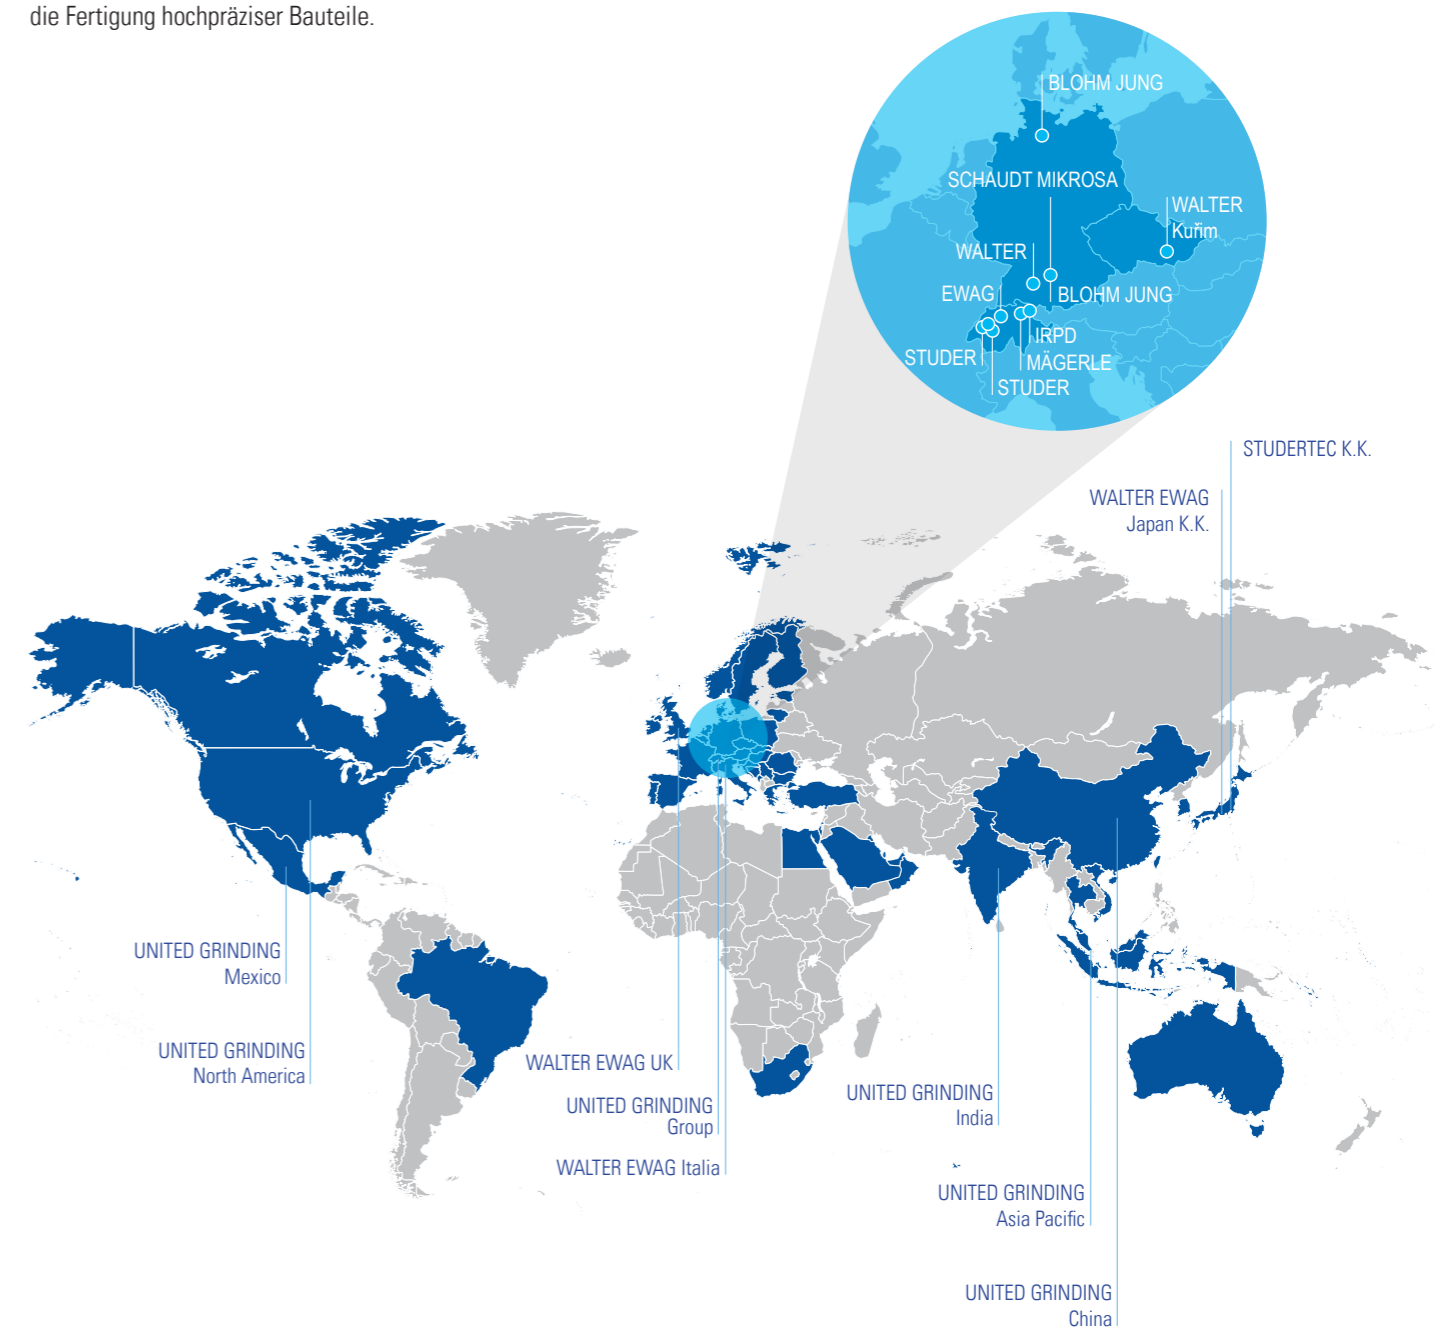 die Fertigung hochpräziser Bauteile.
BLOHM JUNG
SCHAUDT MIKROSA
WALTER
Kuřim
WALTER
EWAG
BLOHM JUNG
IRPD
STUDER
MÄGERLE
STUDER
STUDERTEC K.K.
WALTER EWAG
Japan K.K.
UNITED GRINDING
Mexico
UNITED GRINDING
North America
WALTER EWAG UK
UNITED GRINDING
Group
WALTER EWAG Italia
UNITED GRINDING
India
UNITED GRINDING
Asia Pacific
UNITED GRINDING
China